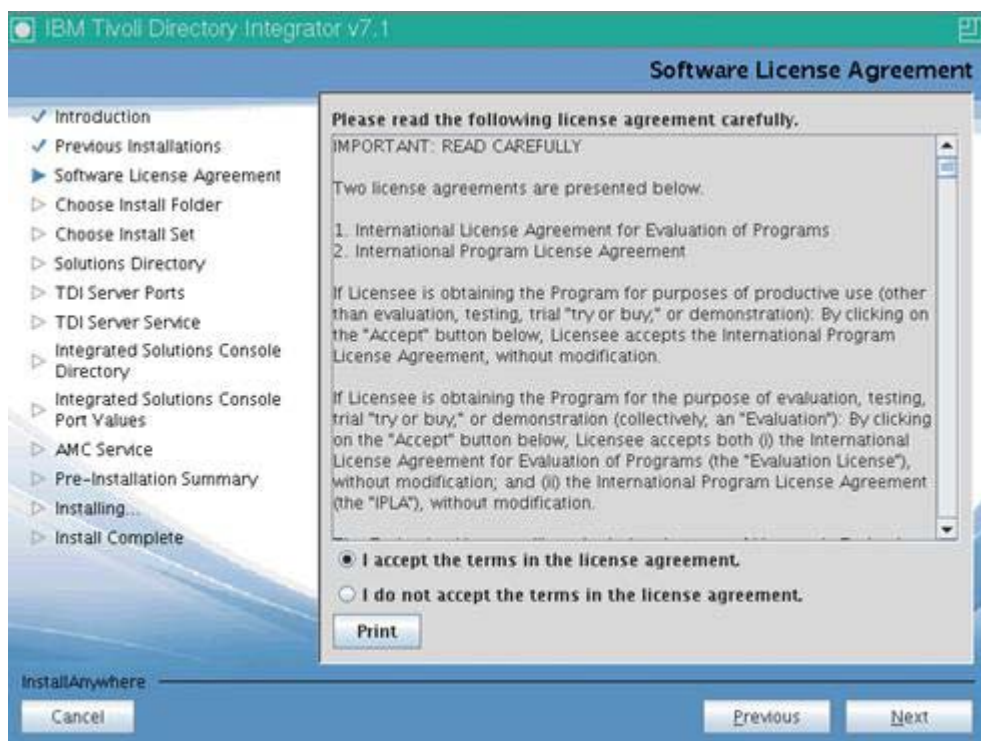 IBM Tivoli Directory Integrator v7.1
Software License Agreement
Introduction
Previous Installations
Software License Agreement
Choose Install Folder
Choose Install Set
Solutions Directory
TDI Server Ports
TDI Server Service
Integrated Solutions Console
Directory
Integrated Solutions Console
Port Values
AMC Service
Pre-Installation Summary
Installing...
Install Complete
Please read the following license agreement carefully.
IMPORTANT: READ CAREFULLY
Two license agreements are presented below.
1. International License Agreement for Evaluation of Programs
2. International Program License Agreement
If Licensee is obtaining the Program for purposes of productive use (other
than evaluation, testing, trial "try or buy," or demonstration): By clicking on
the "Accept" button below, Licensee accepts the International Program
License Agreement, without modification.
If Licensee is obtaining the Program for the purpose of evaluation, testing,
trial "try or buy," or demonstration (collectively, an "Evaluation"): By clicking
on the "Accept" button below, Licensee accepts both (i) the International
License Agreement for Evaluation of Programs (the "Evaluation License"),
without modification; and (ii) the International Program License Agreement
(the "IPLA"), without modification.
I accept the terms in the license agreement.
I do not accept the terms in the license agreement.
Print
InstallAnywhere
Cancel
Previous
Next